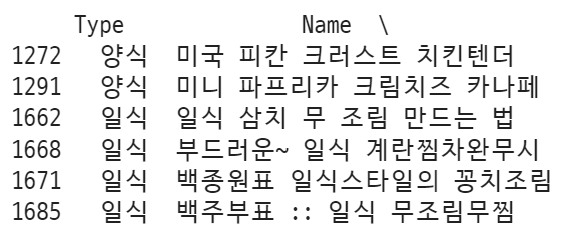 Type Name \
1272 양식 미국 피칸 크러스트 치킨텐더
1291 양식 미니 파프리카 크림치즈 카나페
1662 일식 일식 삼치 무 조림 만드는 법
1668 일식 부드러운~ 일식 계란찜차완무시
1671 일식 백종원표 일식스타일의 꽁치조림
1685 일식 백주부표 :: 일식 무조림무찜